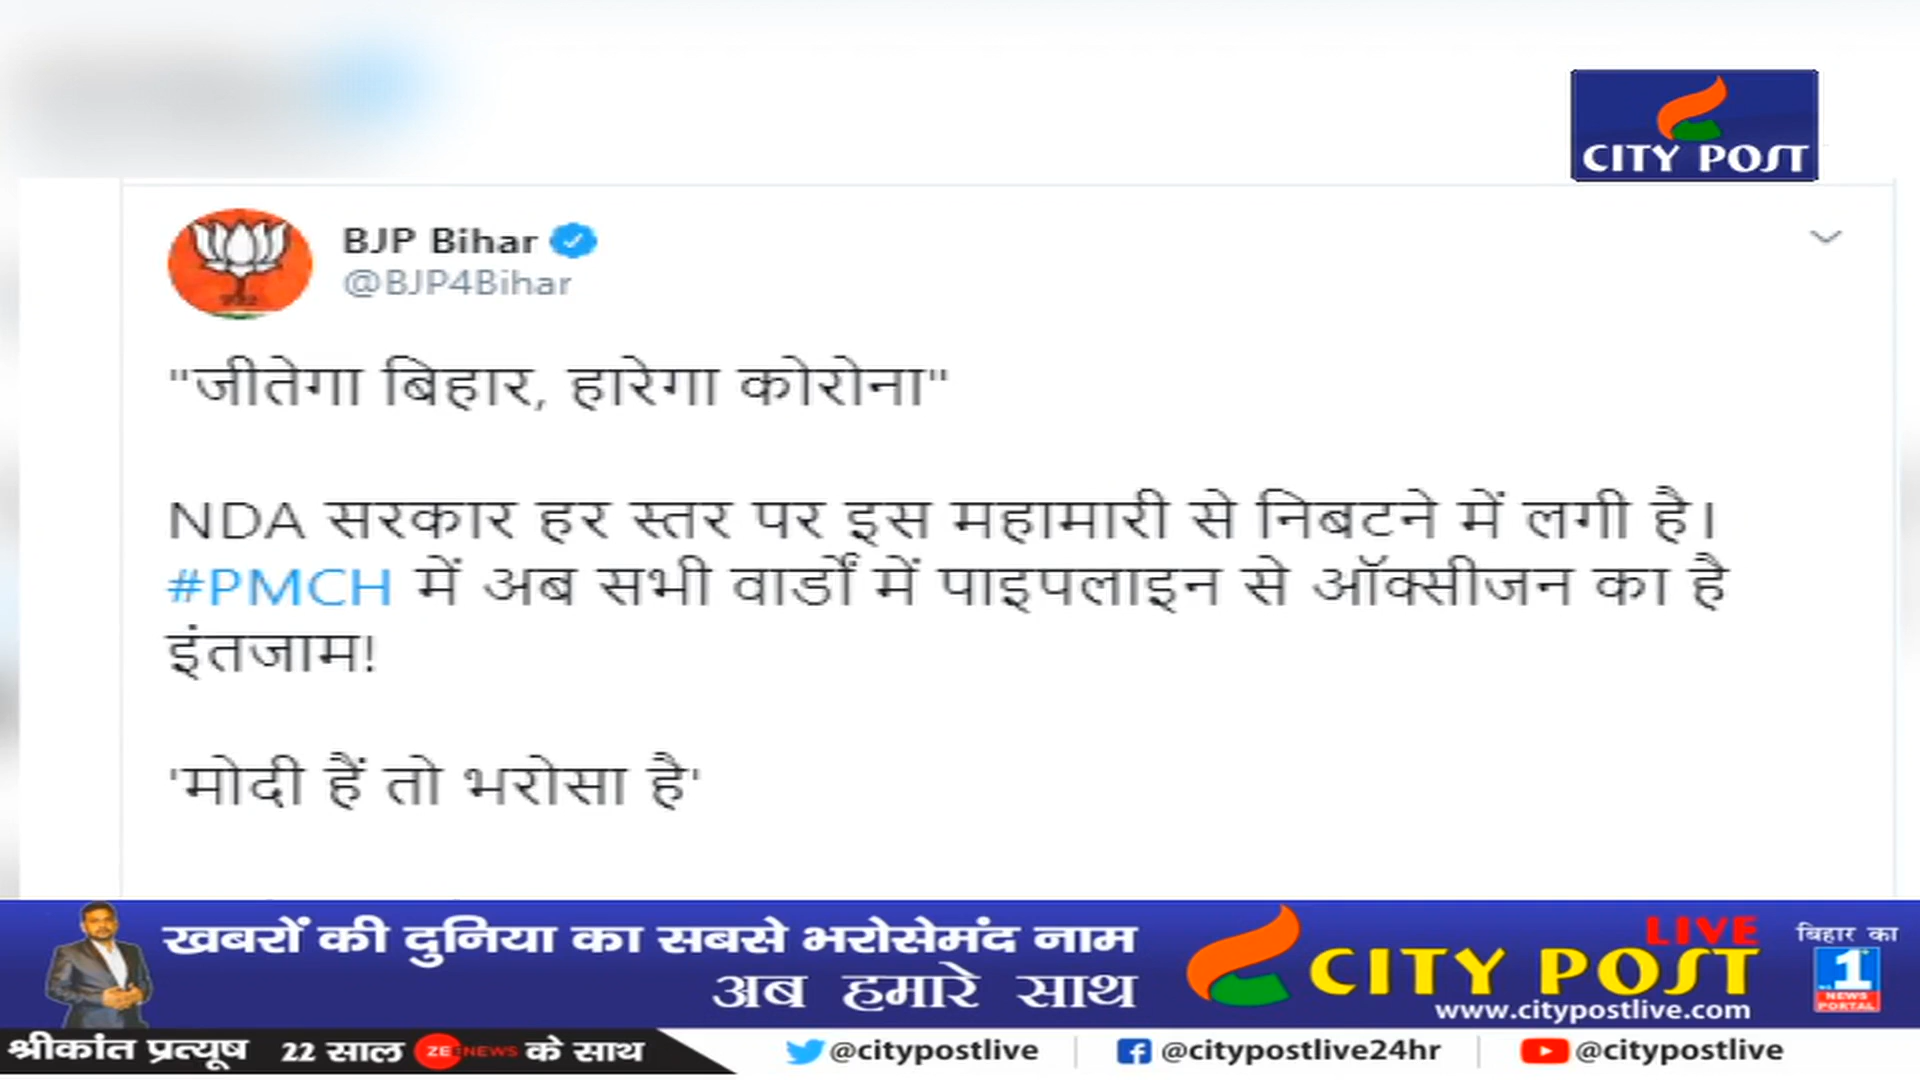 CITY POST
BJP Bihar
@BJP4Bihar
"जीतेगा बिहार, हारेगा कोरोना"
NDA सरकार हर स्तर पर इस महामारी से निबटने में लगी है।
#PMCH में अब सभी वार्डों में पाइपलाइन से ऑक्सीजन का है
इंतजाम!
'मोदी हैं तो भरोसा है'
खबरों की दुनिया का सबसे भरोसेमंद नाम
अब हमारे साथ
LIVE
CITY POST
www.citypostlive.com
बिहार का
1
NEWS
PORTAL
श्रीकांत प्रत्यूष 22 साल ZEE NEWS के साथ
@citypostlive
@citypostlive24hr
@citypostlive